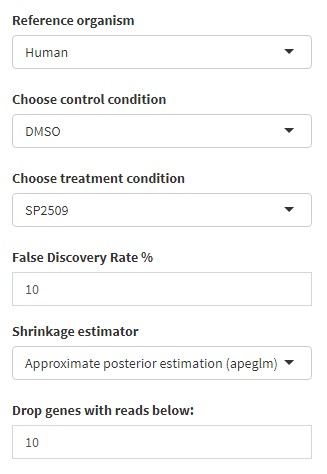 Reference organism
Human
Choose control condition
DMSO
Choose treatment condition
SP2509
False Discovery Rate %
10
Shrinkage estimator
Approximate posterior estimation (apeglm)
Drop genes with reads below:
10